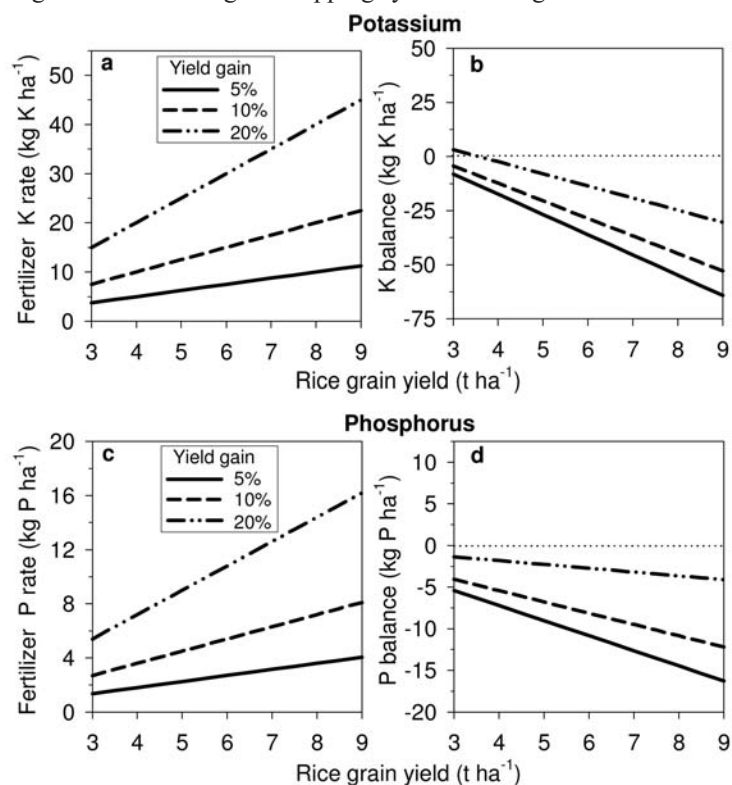 Potassium
a
Yield gain
5%
10%
20%
Fertilizer K rate (kg K ha⁻¹)
50
40
30
20
10
0
3 4 5 6 7 8 9
b
K balance (kg K ha⁻¹)
50
25
0
-25
-50
-75
3 4 5 6 7 8 9
Rice grain yield (t ha⁻¹)
Phosphorus
c
Yield gain
5%
10%
20%
Fertilizer P rate (kg P ha⁻¹)
20
16
12
8
4
0
3 4 5 6 7 8 9
d
P balance (kg P ha⁻¹)
10
5
0
-5
-10
-15
-20
3 4 5 6 7 8 9
Rice grain yield (t ha⁻¹)